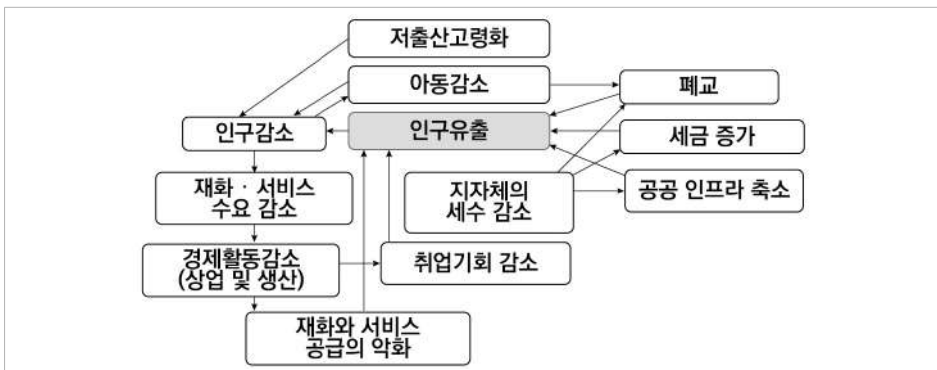 저출산고령화
아동감소
폐교
인구감소
인구유출
세금 증가
재화 · 서비스
수요 감소
지자체의
세수 감소
공공 인프라 축소
경제활동감소
(상업 및 생산)
취업기회 감소
재화와 서비스
공급의 악화